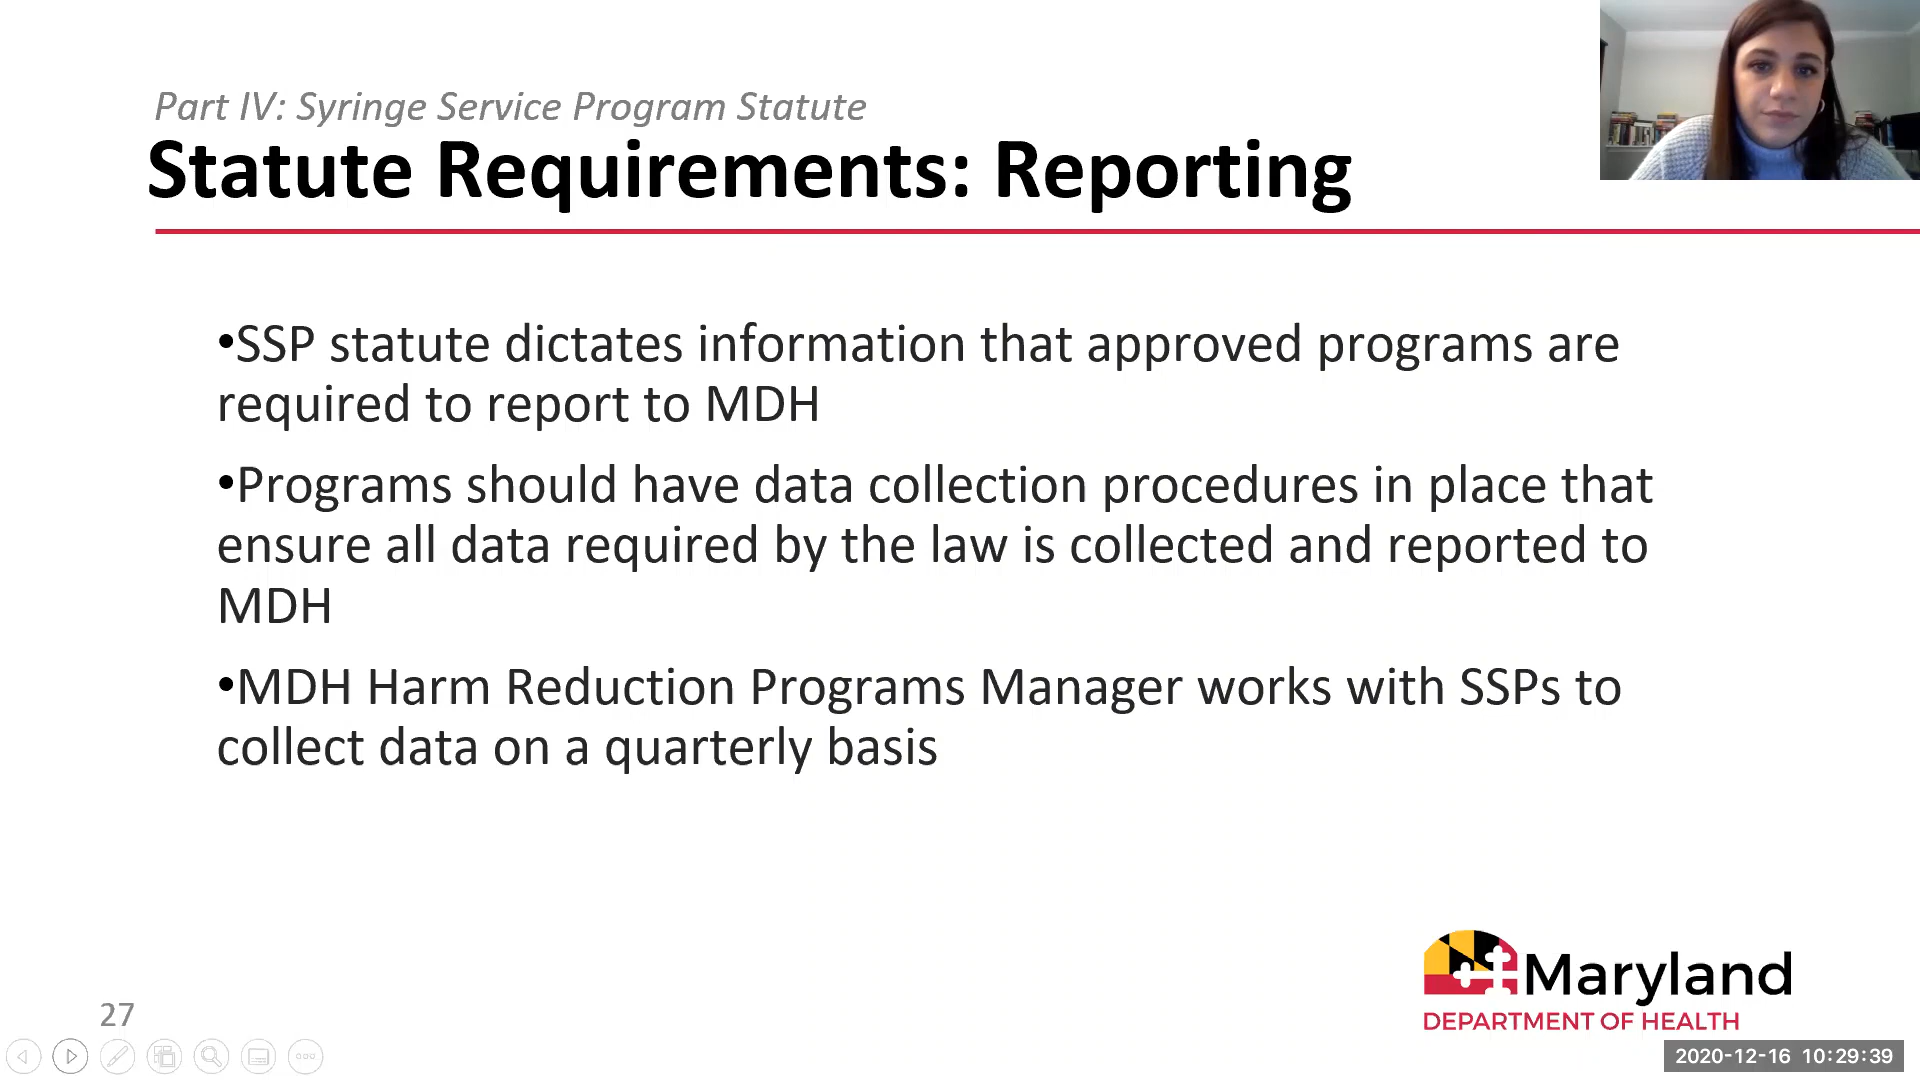 Part IV: Syringe Service Program Statute
Statute Requirements: Reporting
•SSP statute dictates information that approved programs are
required to report to MDH
•Programs should have data collection procedures in place that
ensure all data required by the law is collected and reported to
MDH
•MDH Harm Reduction Programs Manager works with SSPs to
collect data on a quarterly basis
Maryland
DEPARTMENT OF HEALTH
27
2020-12-16 10:29:39